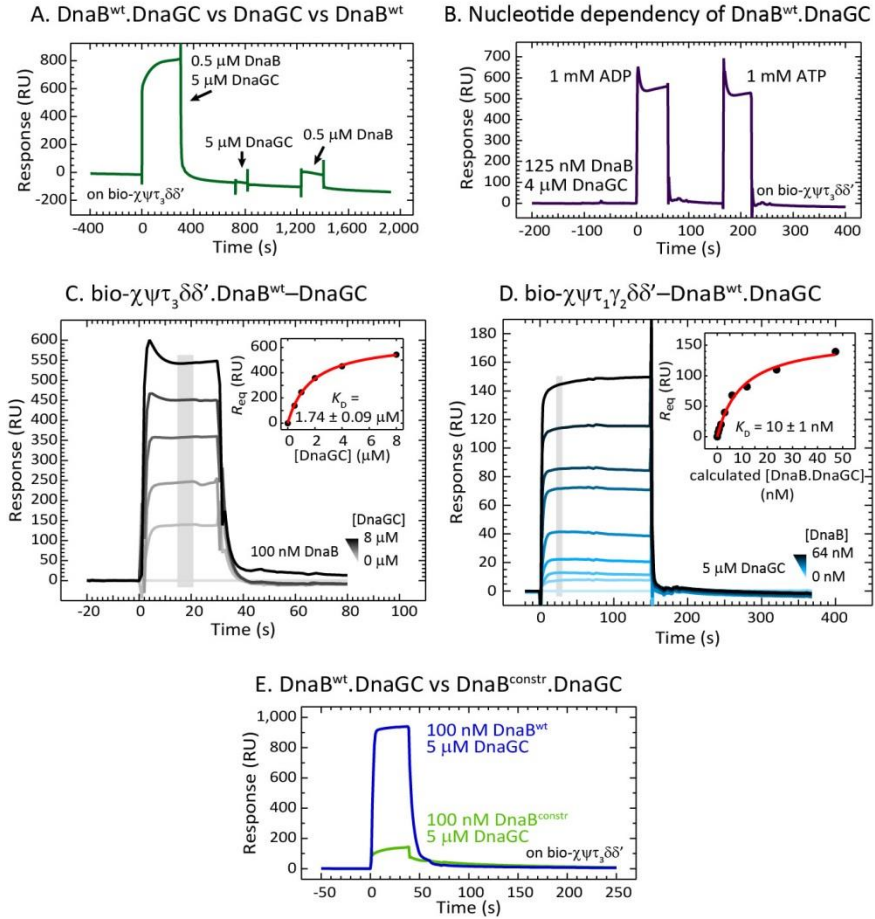 A. DnaBʷᵗ.DnaGC vs DnaGC vs DnaBʷᵗ
Response (RU)
800
600
400
200
0
-200
0.5 μM DnaB
5 μM DnaGC
5 μM DnaGC
0.5 μM DnaB
on bio-χψτ₃δδ'
-400
0
400
800
1,200
1,600
2,000
Time (s)
B. Nucleotide dependency of DnaBʷᵗ.DnaGC
Response (RU)
700
600
500
400
300
200
100
0
1 mM ADP
1 mM ATP
125 nM DnaB
4 μM DnaGC
on bio-χψτ₃δδ'
-200
-100
0
100
200
300
400
Time (s)
C. bio-χψτ₃δδ'.DnaBʷᵗ–DnaGC
Response (RU)
600
550
500
450
400
350
300
250
200
150
100
50
0
R_eq (RU)
600
400
200
0
K_D =
1.74 ± 0.09 μM
0
2
4
6
8
[DnaGC] (μM)
[DnaGC]
8 μM
0 μM
100 nM DnaB
-20
0
20
40
60
80
100
Time (s)
D. bio-χψτ₁γ₂δδ'–DnaBʷᵗ.DnaGC
Response (RU)
180
160
140
120
100
80
60
40
20
0
R_eq (RU)
150
100
50
0
K_D = 10 ± 1 nM
0
10
20
30
40
50
calculated [DnaB.DnaGC]-
(nM)
[DnaB]
64 nM
0 nM
5 μM DnaGC
0
100
200
300
400
Time (s)
E. DnaBʷᵗ.DnaGC vs DnaBᶜᵒⁿˢᵗʳ.DnaGC
Response (RU)
1,000
800
600
400
200
0
100 nM DnaBʷᵗ
5 μM DnaGC
100 nM DnaBᶜᵒⁿˢᵗʳ
5 μM DnaGC
on bio-χψτ₃δδ'
-50
0
50
100
150
200
250
Time (s)